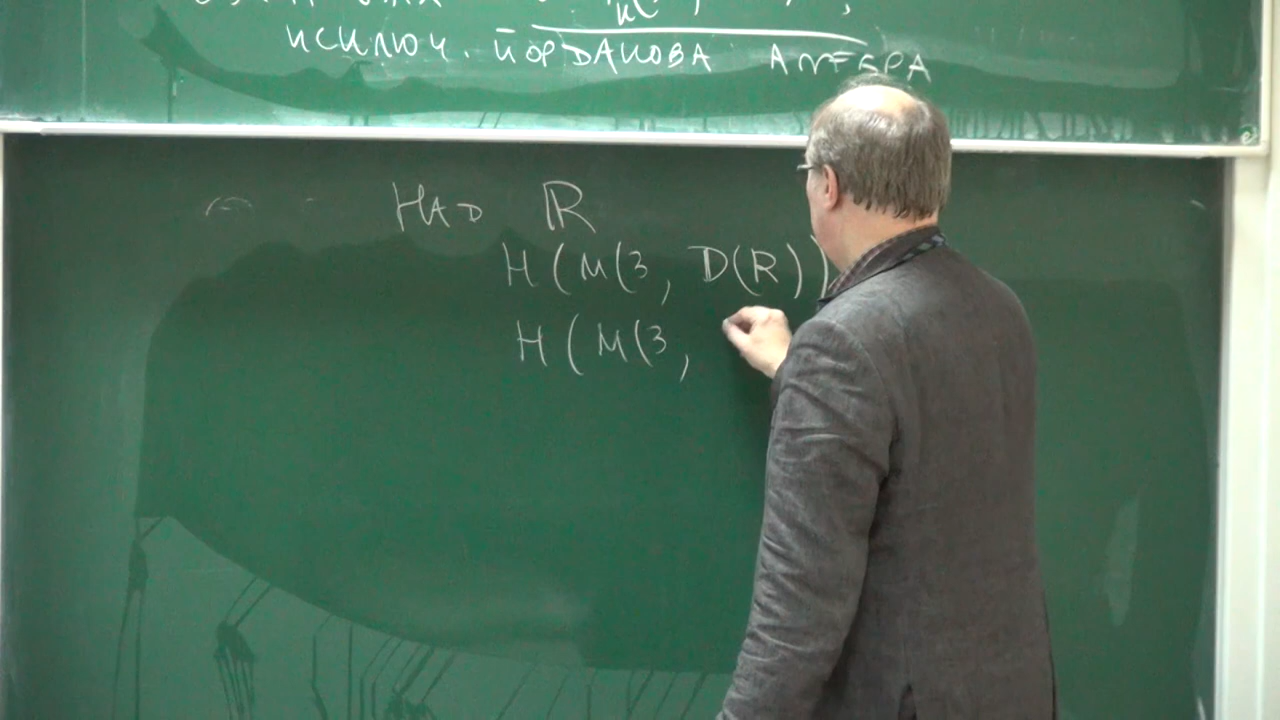 исключ. йорданова алгебра
Над ℝ
H(M(3, D(R))
H(M(3,